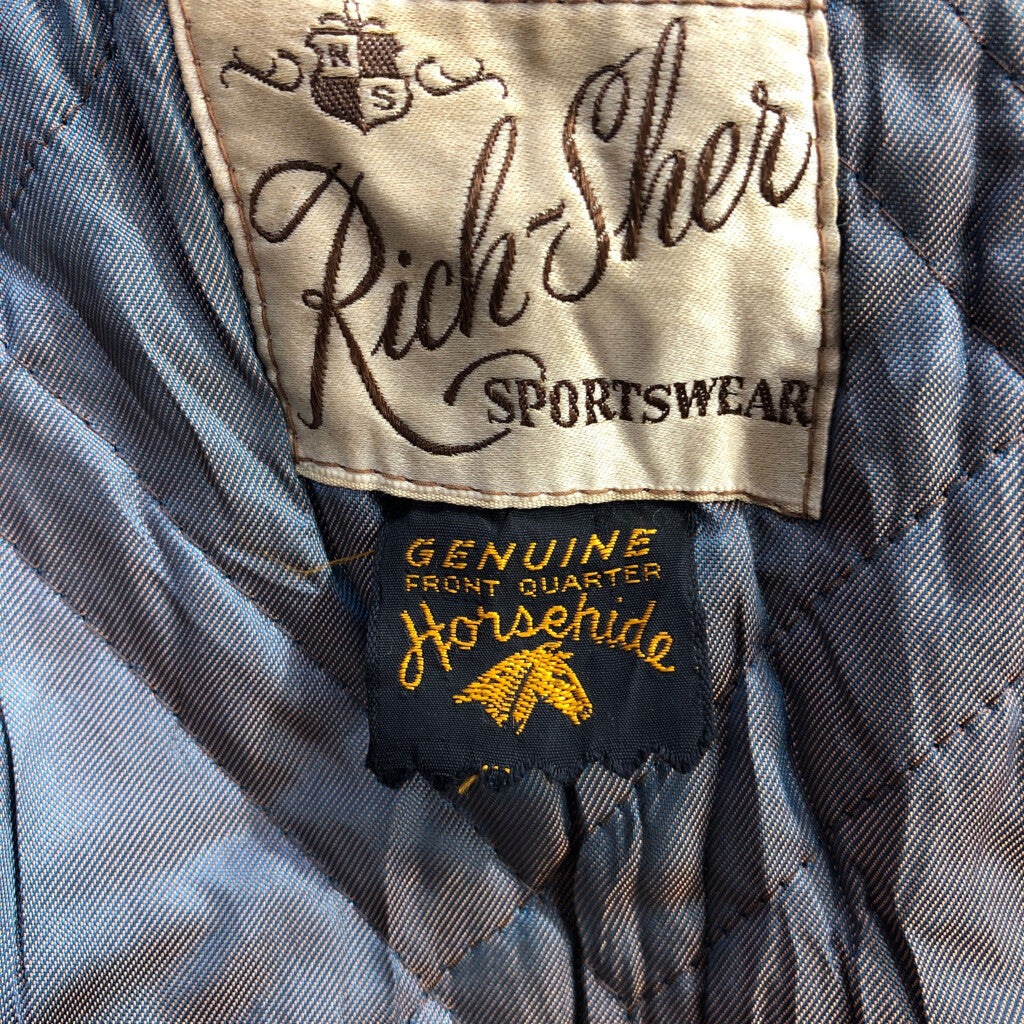 N
S
Rich-Sher
SPORTSWEAR
GENUINE
FRONT QUARTER
Horsehide